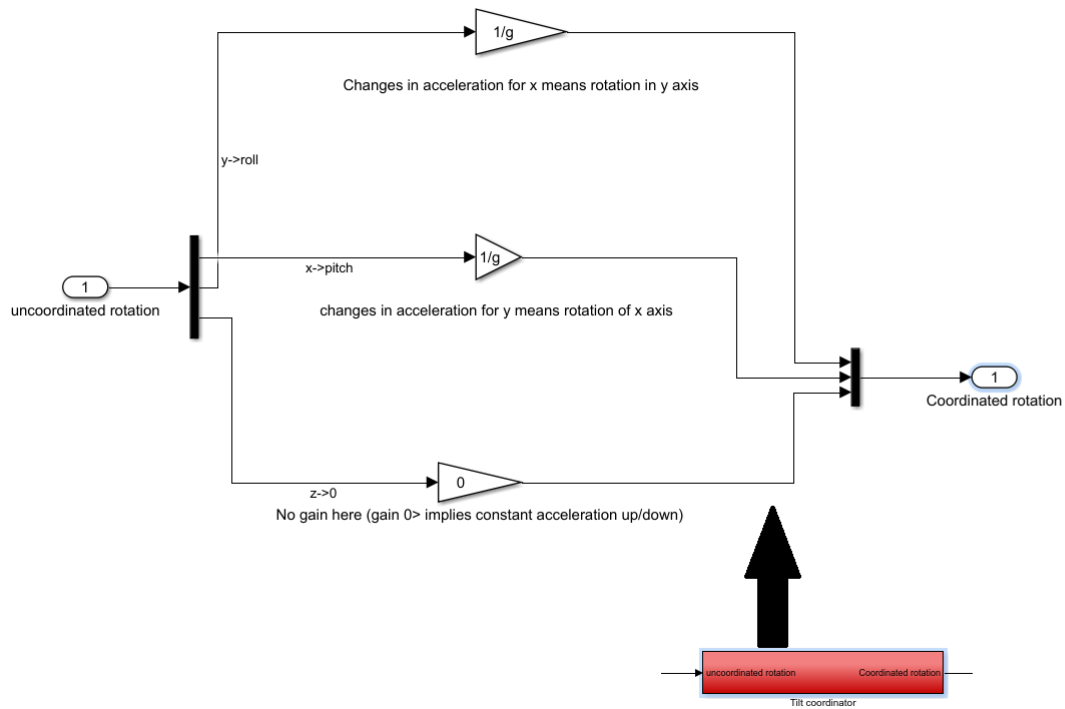 1/g
Changes in acceleration for x means rotation in y axis
y->roll
1/g
x->pitch
1
uncoordinated rotation
changes in acceleration for y means rotation of x axis
1
Coordinated rotation
0
z->0
No gain here (gain 0> implies constant acceleration up/down)
uncoordinated rotation
Coordinated rotation
Tilt coordinator